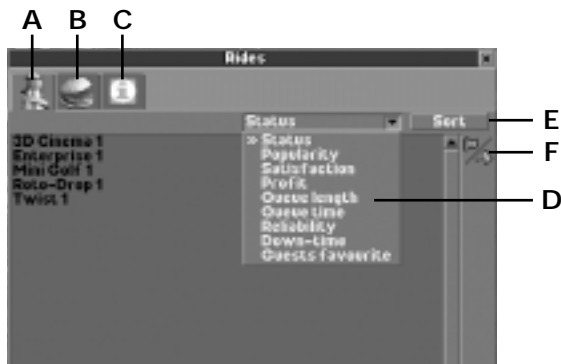 A B C
Rides
Status Sort E
3D Cinema 1
Enterprise 1
Mini Golf 1
Roto-Drop 1
Twist 1
» Status
Popularity
Satisfaction
Profit
Queue length
Queue time
Reliability
Down-time
Guests favourite
F
D